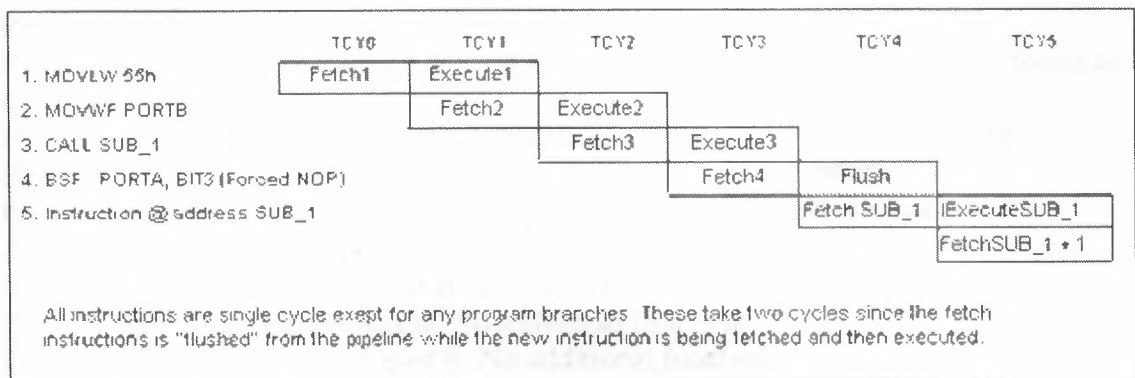 TCY0 TCY1 TCY2 TCY3 TCY4 TCY5
1. MOVLW 55h Fetch1 Execute1
2. MOVWF PORTB Fetch2 Execute2
3. CALL SUB_1 Fetch3 Execute3
4. BSF PORTA, BIT3 (Forced NOP) Fetch4 Flush
5. Instruction @ address SUB_1 Fetch SUB_1 ExecuteSUB_1
FetchSUB_1 + 1
All instructions are single cycle exept for any program branches. These take two cycles since the fetch
instructions is "flushed" from the pipeline while the new instruction is being fetched and then executed.